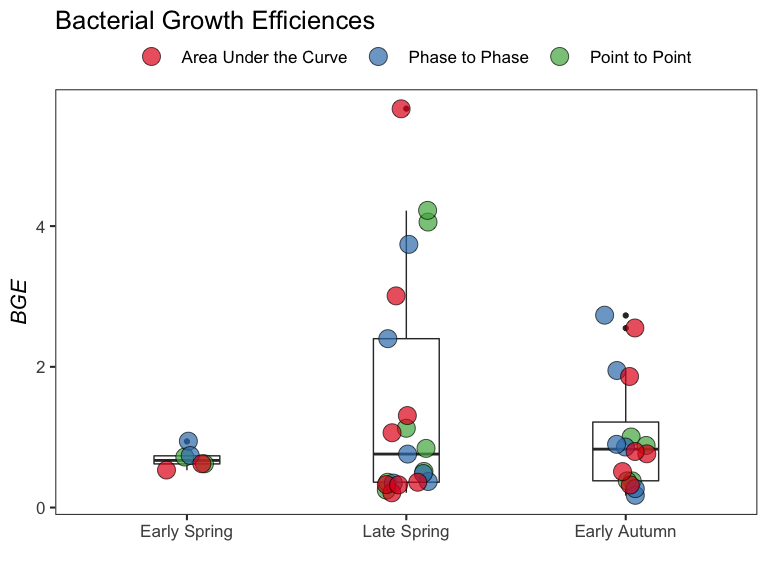 Bacterial Growth Efficiences
Area Under the Curve Phase to Phase Point to Point
BGE
4
2
0
Early Spring Late Spring Early Autumn